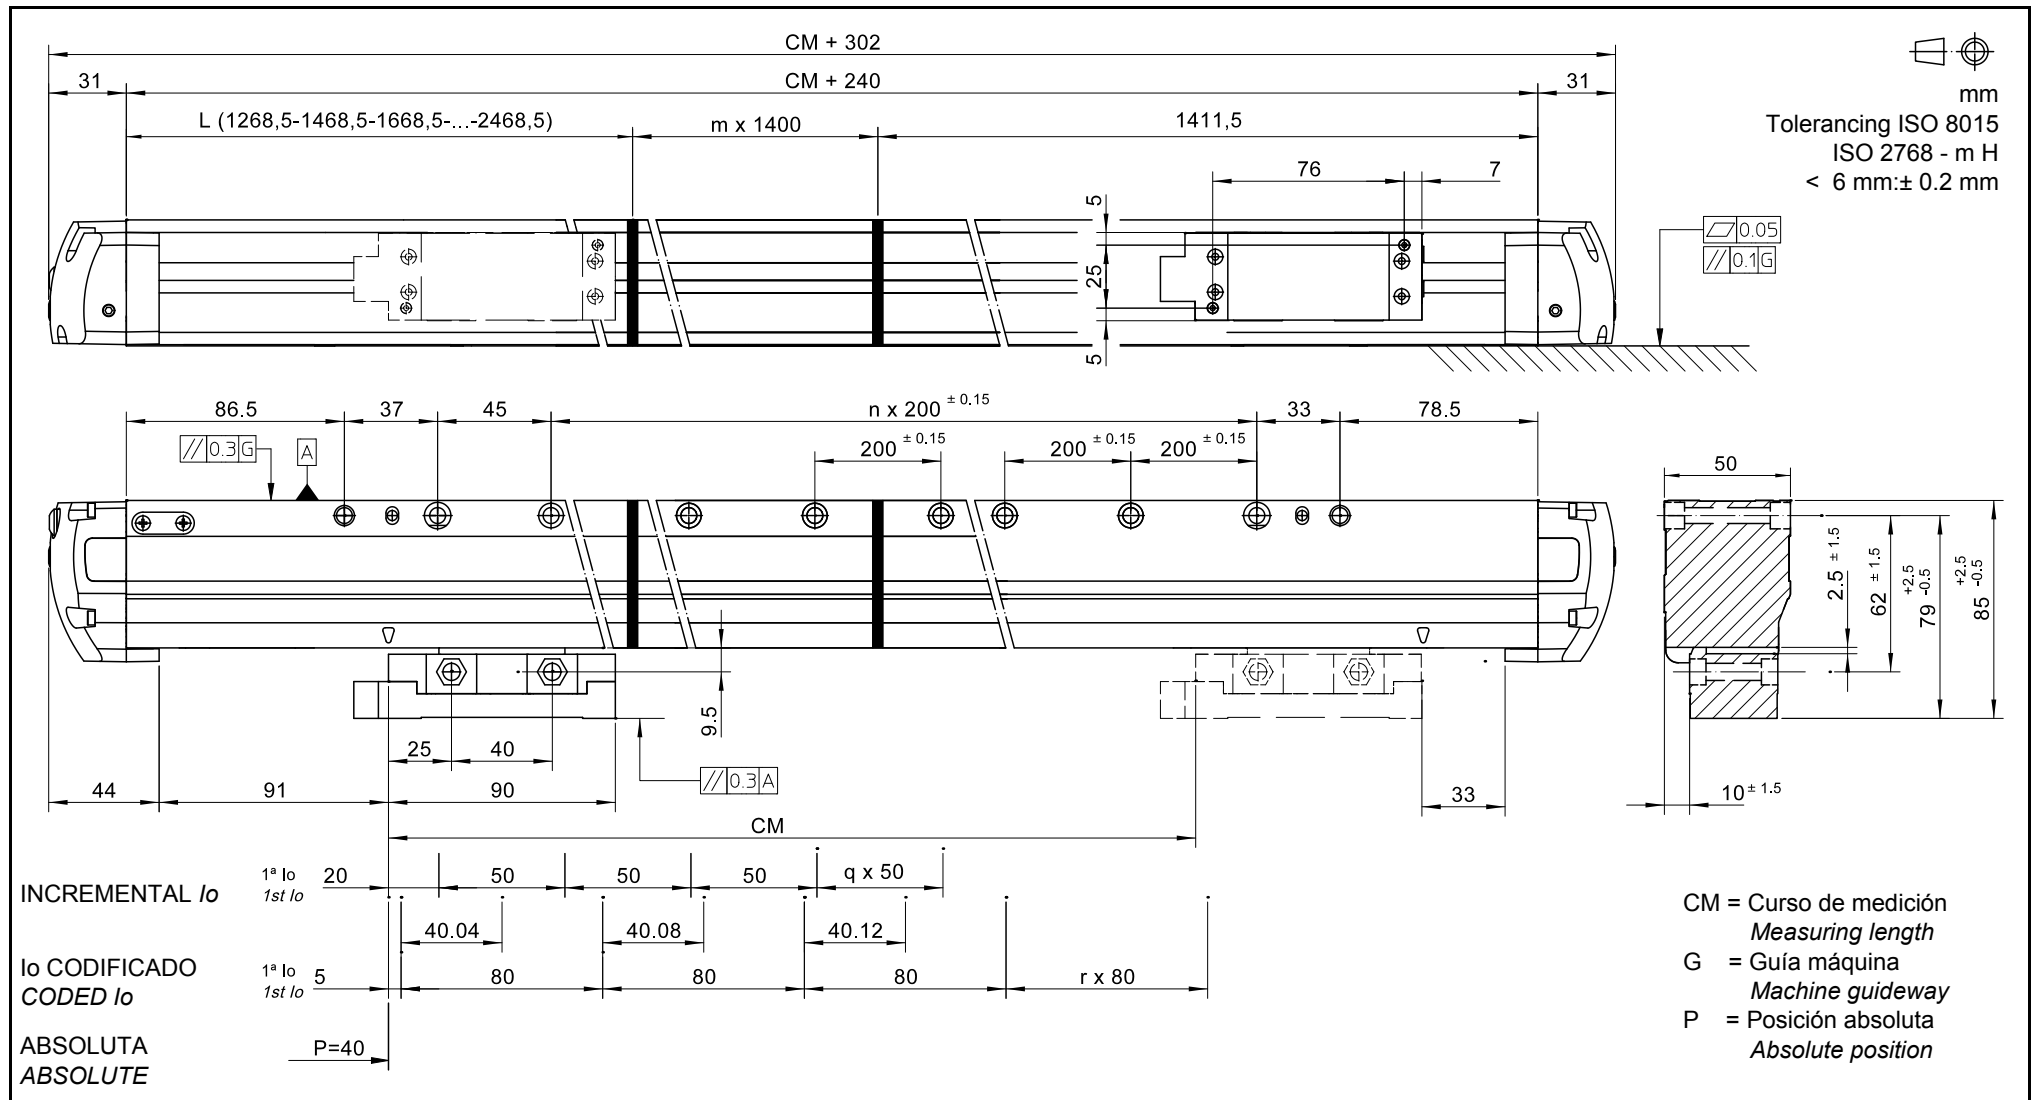 CM + 302
31
CM + 240
31
mm
L (1268,5-1468,5-1668,5-...-2468,5)
m x 1400
1411,5
Tolerancing ISO 8015
ISO 2768 - m H
< 6 mm:± 0.2 mm
76
7
5
25
5
// 0.05
// 0.1 G
86.5
37
45
n x 200 ± 0.15
33
78.5
// 0.3 G
A
200 ± 0.15
200 ± 0.15
200 ± 0.15
50
2.5 ± 1.5
62 ± 1.5
79 +2.5 -0.5
85 +2.5 -0.5
9.5
25
40
// 0.3 A
44
91
90
33
10 ± 1.5
CM
INCREMENTAL Io
1ª Io
1st Io
20
50
50
50
q x 50
40.04
40.08
40.12
Io CODIFICADO
CODED Io
1ª Io
1st Io
5
80
80
80
r x 80
ABSOLUTA
ABSOLUTE
P=40
CM = Curso de medición
Measuring length
G = Guía máquina
Machine guideway
P = Posición absoluta
Absolute position